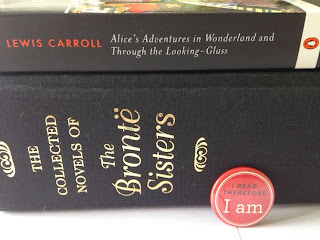 LEWIS CARROLL Alice's Adventures in Wonderland and
Through the Looking-Glass
THE
COLLECTED
NOVELS OF
The
Brontë
Sisters
I READ
THEREFORE
I am